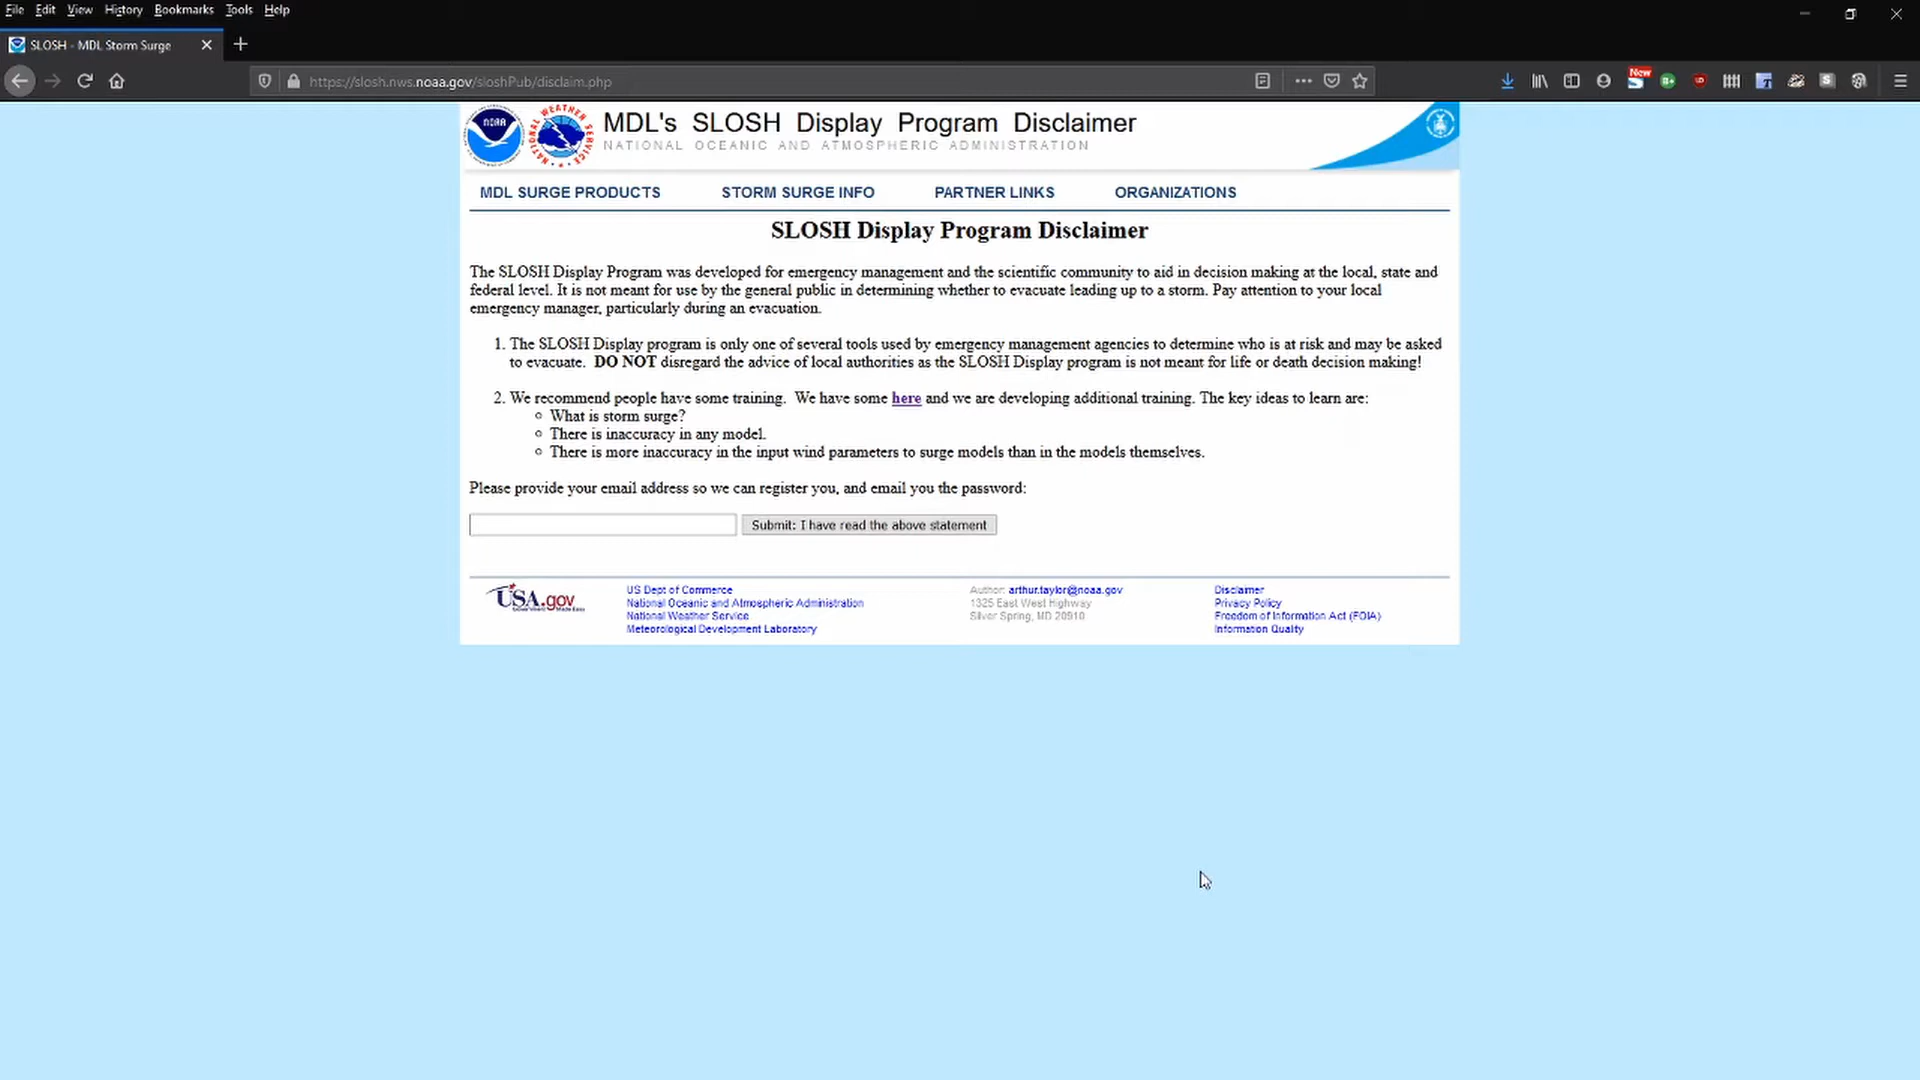 File Edit View History Bookmarks Tools Help
SLOSH - MDL Storm Surge
https://slosh.nws.noaa.gov/sloshPub/disclaim.php
New
NOAA
NATIONAL WEATHER SERVICE
MDL's SLOSH Display Program Disclaimer
NATIONAL OCEANIC AND ATMOSPHERIC ADMINISTRATION
MDL SURGE PRODUCTS STORM SURGE INFO PARTNER LINKS ORGANIZATIONS
SLOSH Display Program Disclaimer
The SLOSH Display Program was developed for emergency management and the scientific community to aid in decision making at the local, state and
federal level. It is not meant for use by the general public in determining whether to evacuate leading up to a storm. Pay attention to your local
emergency manager, particularly during an evacuation.
1. The SLOSH Display program is only one of several tools used by emergency management agencies to determine who is at risk and may be asked
to evacuate. DO NOT disregard the advice of local authorities as the SLOSH Display program is not meant for life or death decision making!
2. We recommend people have some training. We have some here and we are developing additional training. The key ideas to learn are:
What is storm surge?
There is inaccuracy in any model.
There is more inaccuracy in the input wind parameters to surge models than in the models themselves.
Please provide your email address so we can register you, and email you the password:
Submit: I have read the above statement
USA.gov
US Dept of Commerce
National Oceanic and Atmospheric Administration
National Weather Service
Meteorological Development Laboratory
Author: arthur.taylor@noaa.gov
1325 East West Highway
Silver Spring, MD 20910
Disclaimer
Privacy Policy
Freedom of Information Act (FOIA)
Information Quality